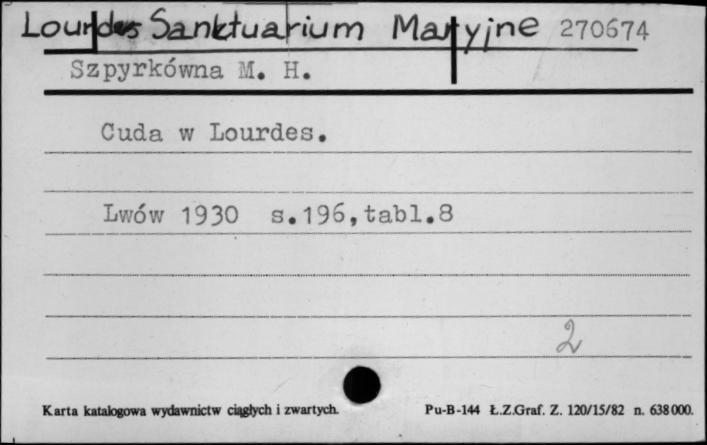 Lourdes Sanktuarium Maryjne 270674
Szpyrkówna M. H.
Cuda w Lourdes.
Lwów 1930 s.196,tabl.8
2
Karta katalogowa wydawnictw ciągłych i zwartych. Pu-B-144 Ł.Z.Graf. Z. 120/15/82 n. 638000.